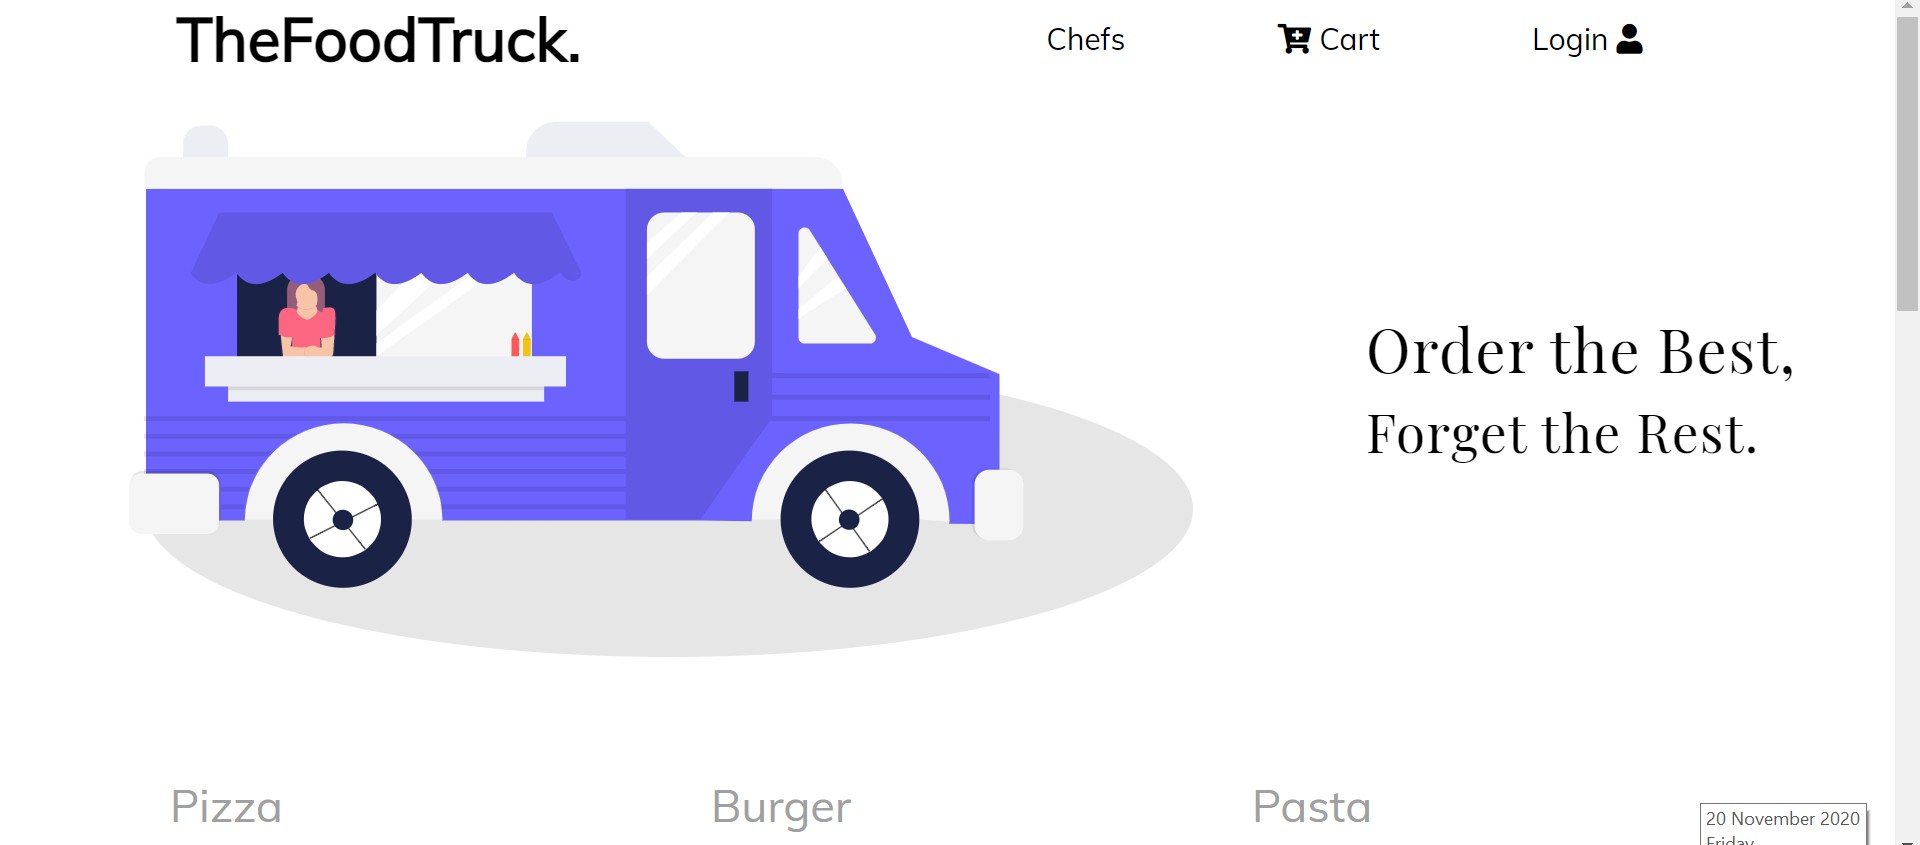 TheFoodTruck.
Chefs
Cart
Login
Order the Best,
Forget the Rest.
Pizza
Burger
Pasta
20 November 2020
Friday